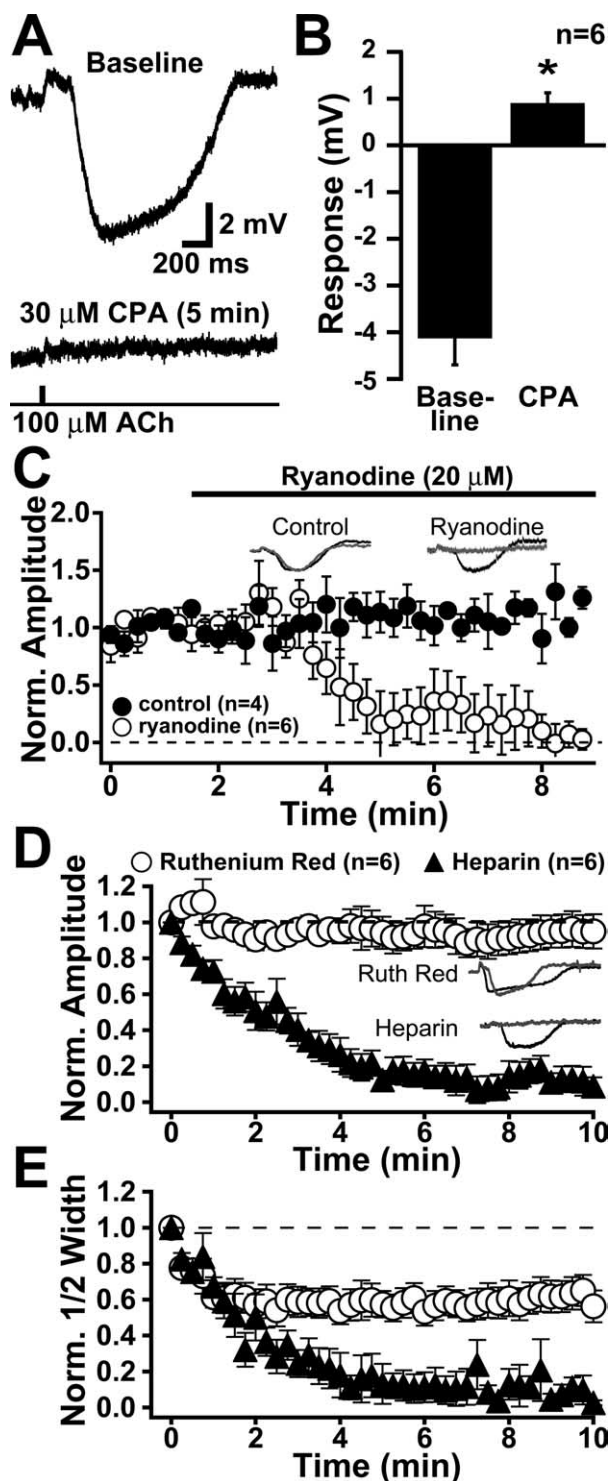 A
Baseline
2 mV
200 ms
30 µM CPA (5 min)
100 µM ACh
B
n=6
*
Response (mV)
2
1
0
-1
-2
-3
-4
-5
Base-
line
CPA
C
Ryanodine (20 µM)
Control
Ryanodine
Norm. Amplitude
2.0
1.5
1.0
0.5
0.0
control (n=4)
ryanodine (n=6)
0 2 4 6 8
Time (min)
D
Ruthenium Red (n=6) Heparin (n=6)
Norm. Amplitude
1.2
1.0
0.8
0.6
0.4
0.2
0.0
Ruth Red
Heparin
0 2 4 6 8 10
Time (min)
E
Norm. 1/2 Width
1.2
1.0
0.8
0.6
0.4
0.2
0.0
0 2 4 6 8 10
Time (min)